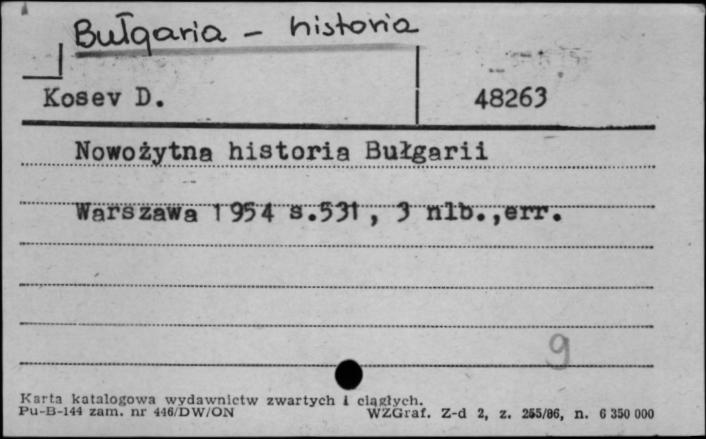 Bułgaria - historia
Kosev D. 48263
Nowożytna historia Bułgarii
Warszawa 1954 s.531, 3 nlb.,err.
9
Karta katalogowa wydawnictw zwartych i ciągłych.
Pu-B-144 zam. nr 446/DW/ON WZGraf. Z-d 2, z. 255/86, n. 6 350 000